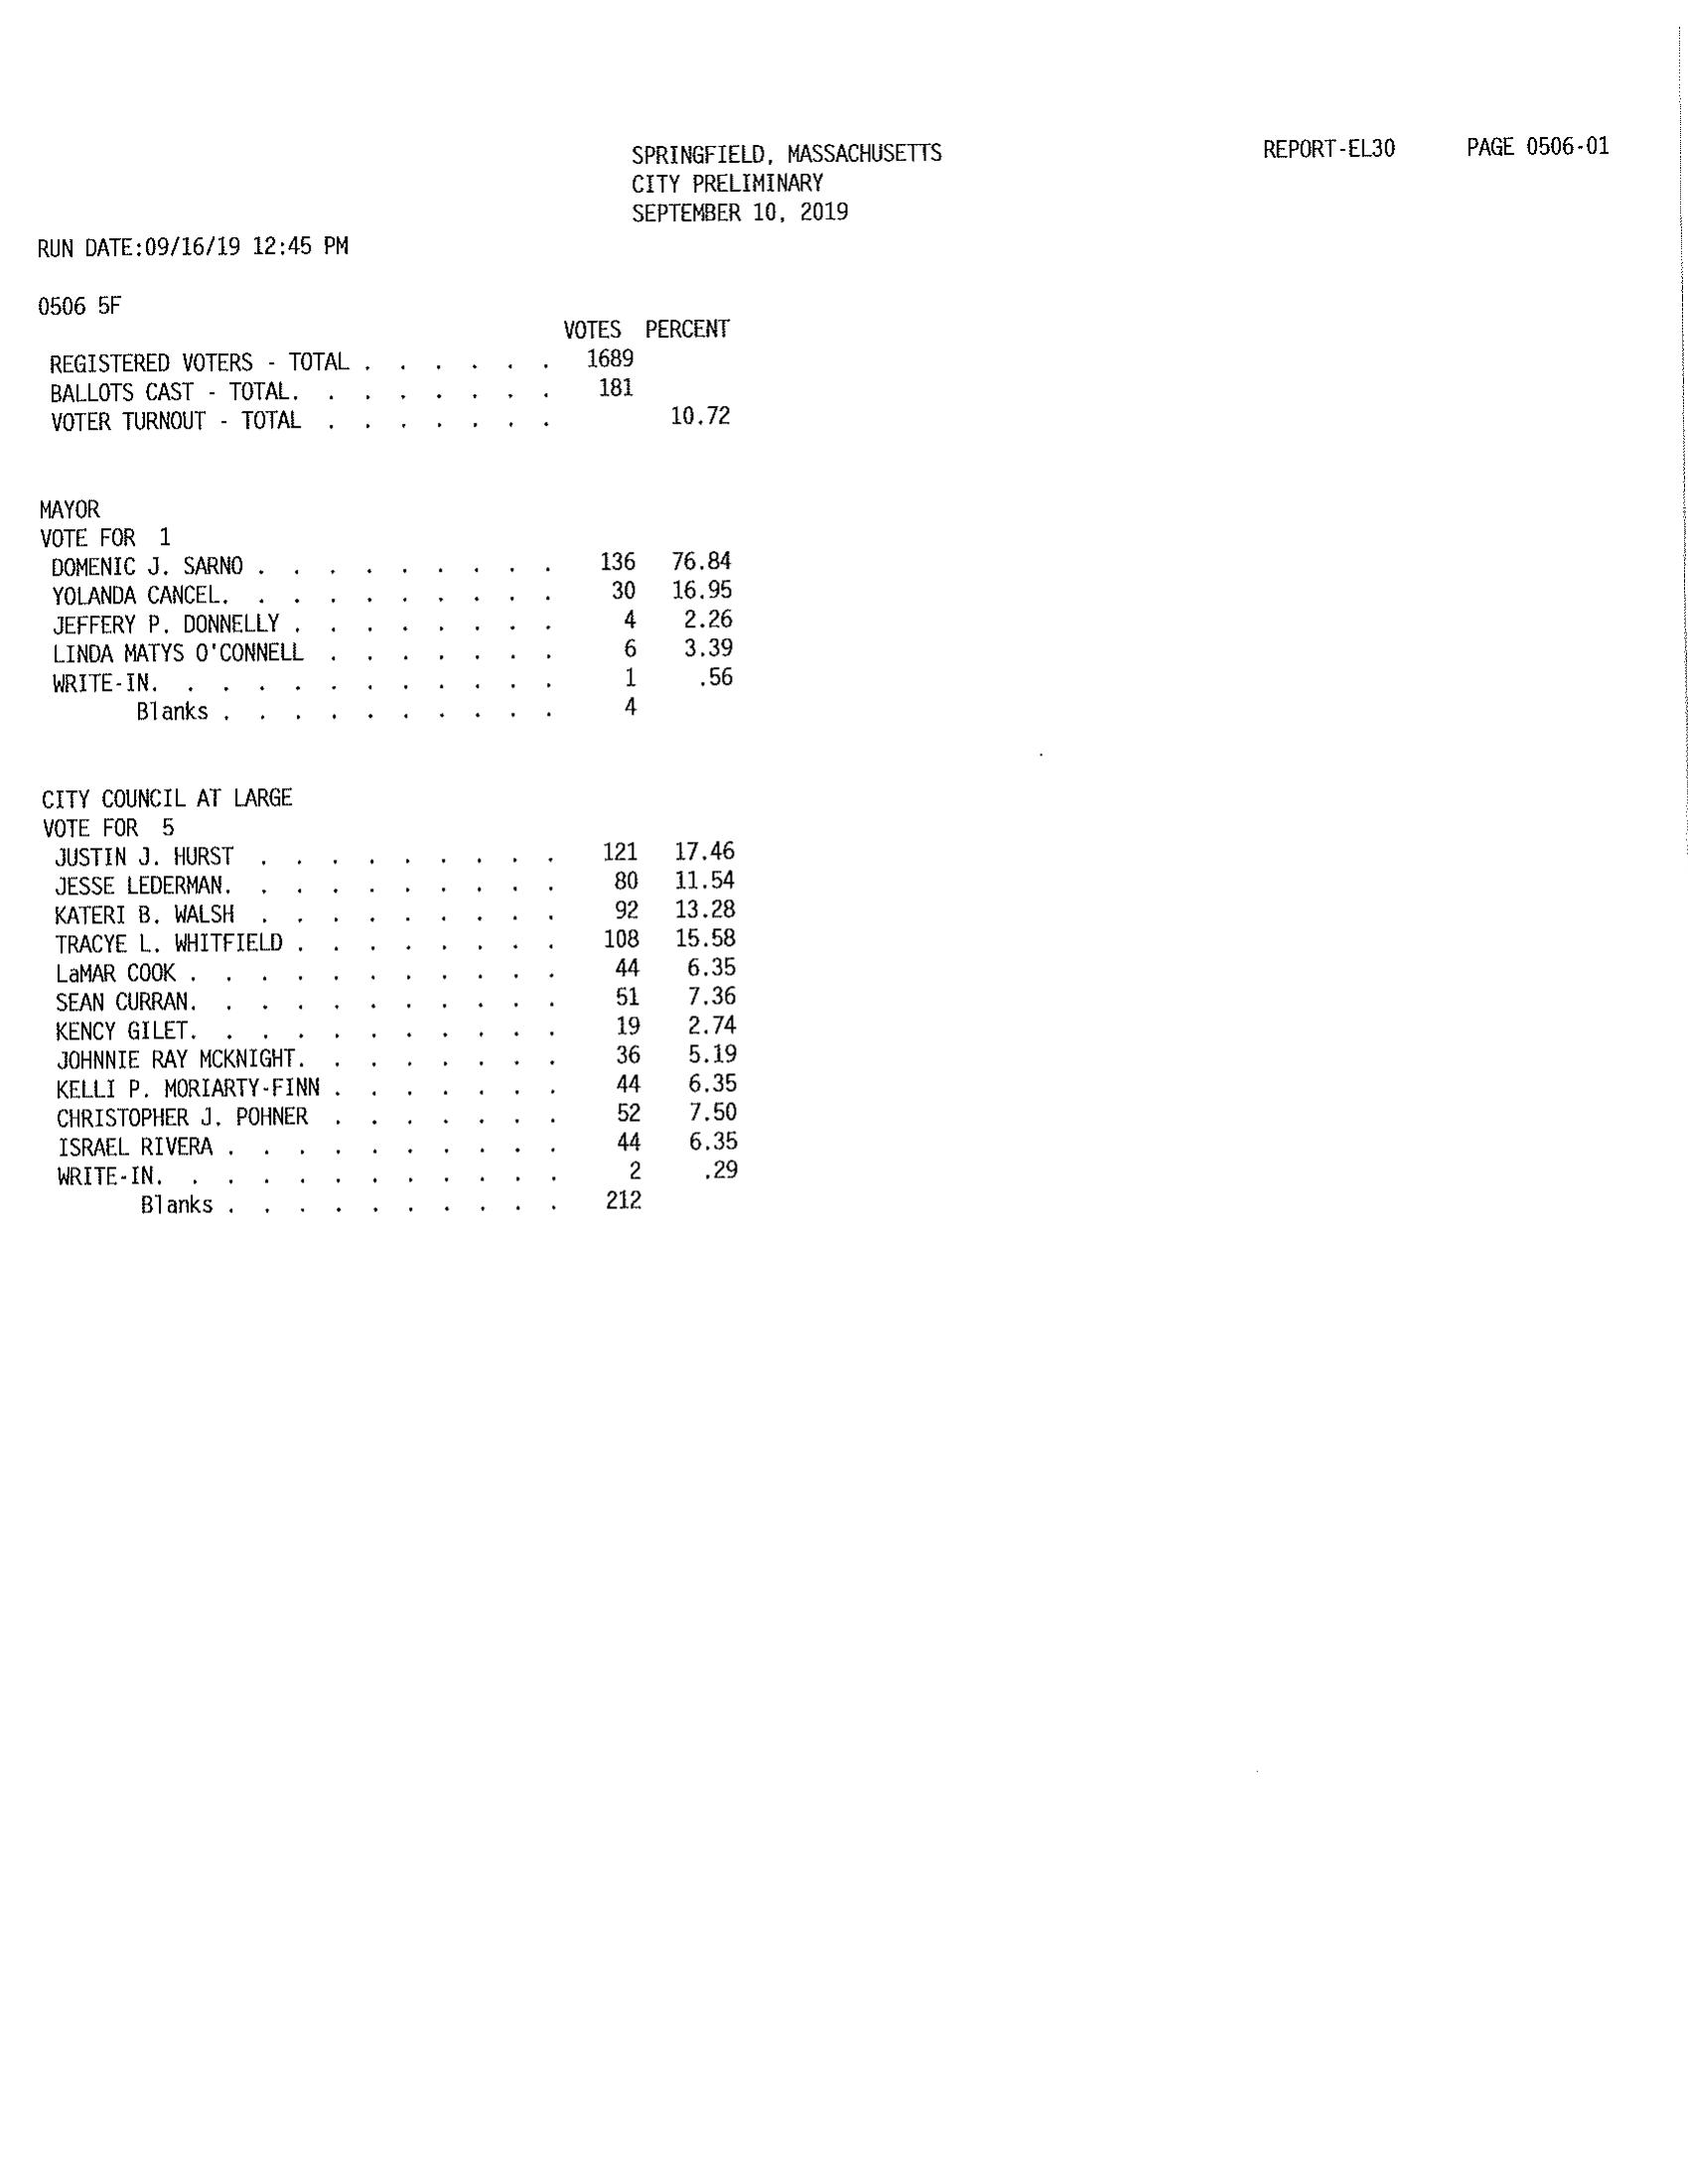 SPRINGFIELD, MASSACHUSETTS REPORT-EL30 PAGE 0506-01
CITY PRELIMINARY
SEPTEMBER 10, 2019
RUN DATE:09/16/19 12:45 PM
0506 5F
VOTES PERCENT
REGISTERED VOTERS - TOTAL . . . . . . 1689
BALLOTS CAST - TOTAL. . . . . . . . 181
VOTER TURNOUT - TOTAL . . . . . . . 10.72
MAYOR
VOTE FOR 1
DOMENIC J. SARNO . . . . . . . . . 136 76.84
YOLANDA CANCEL. . . . . . . . . . 30 16.95
JEFFERY P. DONNELLY . . . . . . . . 4 2.26
LINDA MATYS O'CONNELL . . . . . . . 6 3.39
WRITE-IN. . . . . . . . . . . . 1 .56
Blanks . . . . . . . . . . 4
CITY COUNCIL AT LARGE
VOTE FOR 5
JUSTIN J. HURST . . . . . . . . . 121 17.46
JESSE LEDERMAN. . . . . . . . . . 80 11.54
KATERI B. WALSH . . . . . . . . . 92 13.28
TRACYE L. WHITFIELD . . . . . . . . 108 15.58
LaMAR COOK . . . . . . . . . . . 44 6.35
SEAN CURRAN. . . . . . . . . . . 51 7.36
KENCY GILET. . . . . . . . . . . 19 2.74
JOHNNIE RAY MCKNIGHT. . . . . . . . 36 5.19
KELLI P. MORIARTY-FINN . . . . . . . 44 6.35
CHRISTOPHER J. POHNER . . . . . . . 52 7.50
ISRAEL RIVERA . . . . . . . . . . 44 6.35
WRITE-IN. . . . . . . . . . . . 2 .29
Blanks . . . . . . . . . . 212